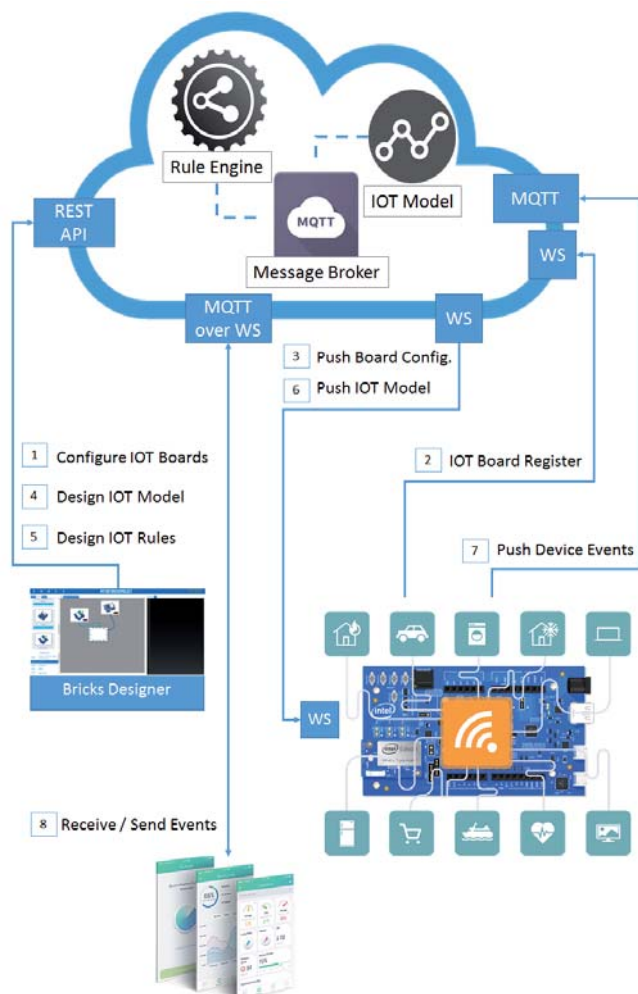 Rule Engine
IOT Model
MQTT
Message Broker
REST
API
MQTT
WS
MQTT
over WS
WS
3 Push Board Config.
6 Push IOT Model
1 Configure IOT Boards
4 Design IOT Model
5 Design IOT Rules
2 IOT Board Register
7 Push Device Events
Bricks Designer
WS
intel
8 Receive / Send Events